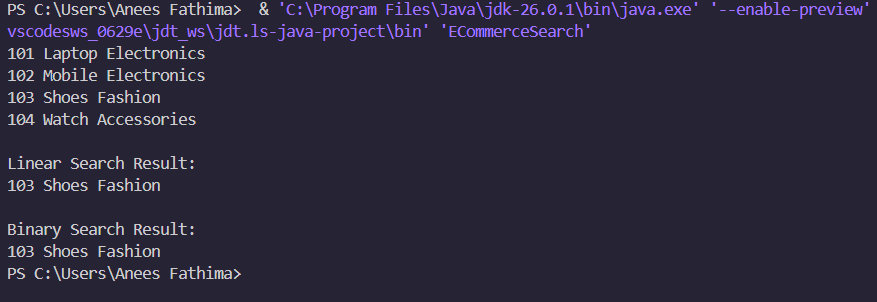 PS C:\Users\Anees Fathima>  & 'C:\Program Files\Java\jdk-26.0.1\bin\java.exe' '--enable-preview'
vscodesws_0629e\jdt_ws\jdt.ls-java-project\bin' 'ECommerceSearch'
101 Laptop Electronics
102 Mobile Electronics
103 Shoes Fashion
104 Watch Accessories

Linear Search Result:
103 Shoes Fashion

Binary Search Result:
103 Shoes Fashion
PS C:\Users\Anees Fathima>